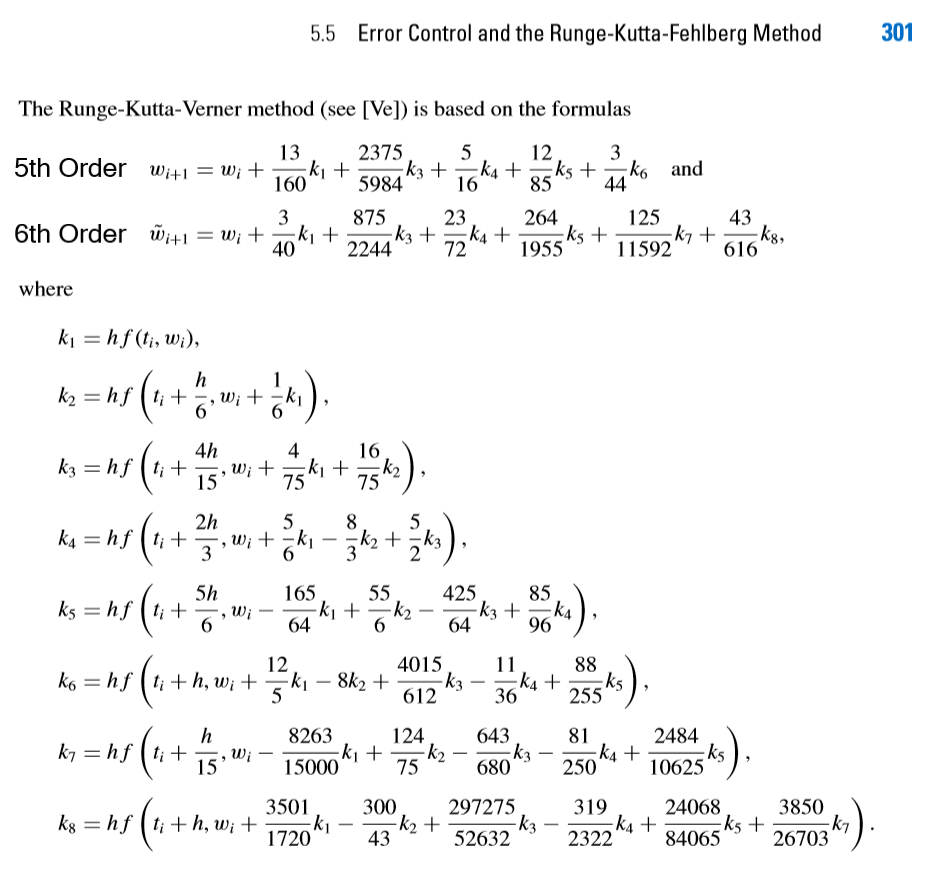 5.5 Error Control and the Runge-Kutta-Fehlberg Method 301
The Runge-Kutta-Verner method (see [Ve]) is based on the formulas
5th Order w_{i+1} = w_i + \frac{13}{160}k_1 + \frac{2375}{5984}k_3 + \frac{5}{16}k_4 + \frac{12}{85}k_5 + \frac{3}{44}k_6 and
6th Order \tilde{w}_{i+1} = w_i + \frac{3}{40}k_1 + \frac{875}{2244}k_3 + \frac{23}{72}k_4 + \frac{264}{1955}k_5 + \frac{125}{11592}k_7 + \frac{43}{616}k_8,
where
k_1 = hf(t_i, w_i),
k_2 = hf\left(t_i + \frac{h}{6}, w_i + \frac{1}{6}k_1\right),
k_3 = hf\left(t_i + \frac{4h}{15}, w_i + \frac{4}{75}k_1 + \frac{16}{75}k_2\right),
k_4 = hf\left(t_i + \frac{2h}{3}, w_i + \frac{5}{6}k_1 - \frac{8}{3}k_2 + \frac{5}{2}k_3\right),
k_5 = hf\left(t_i + \frac{5h}{6}, w_i - \frac{165}{64}k_1 + \frac{55}{6}k_2 - \frac{425}{64}k_3 + \frac{85}{96}k_4\right),
k_6 = hf\left(t_i + h, w_i + \frac{12}{5}k_1 - 8k_2 + \frac{4015}{612}k_3 - \frac{11}{36}k_4 + \frac{88}{255}k_5\right),
k_7 = hf\left(t_i + \frac{h}{15}, w_i - \frac{8263}{15000}k_1 + \frac{124}{75}k_2 - \frac{643}{680}k_3 - \frac{81}{250}k_4 + \frac{2484}{10625}k_5\right),
k_8 = hf\left(t_i + h, w_i + \frac{3501}{1720}k_1 - \frac{300}{43}k_2 + \frac{297275}{52632}k_3 - \frac{319}{2322}k_4 + \frac{24068}{84065}k_5 + \frac{3850}{26703}k_7\right).